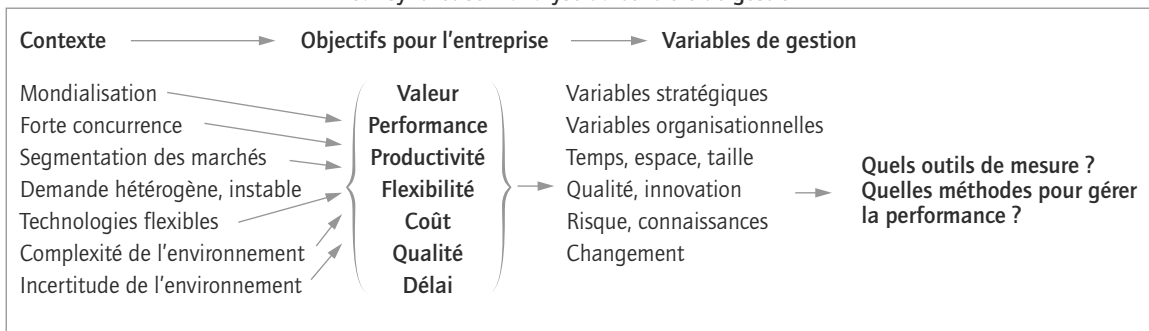 Contexte Objectifs pour l'entreprise Variables de gestion
Mondialisation
Forte concurrence
Segmentation des marchés
Demande hétérogène, instable
Technologies flexibles
Complexité de l'environnement
Incertitude de l'environnement
Valeur
Performance
Productivité
Flexibilité
Coût
Qualité
Délai
Variables stratégiques
Variables organisationnelles
Temps, espace, taille
Qualité, innovation
Risque, connaissances
Changement
Quels outils de mesure ?
Quelles méthodes pour gérer
la performance ?